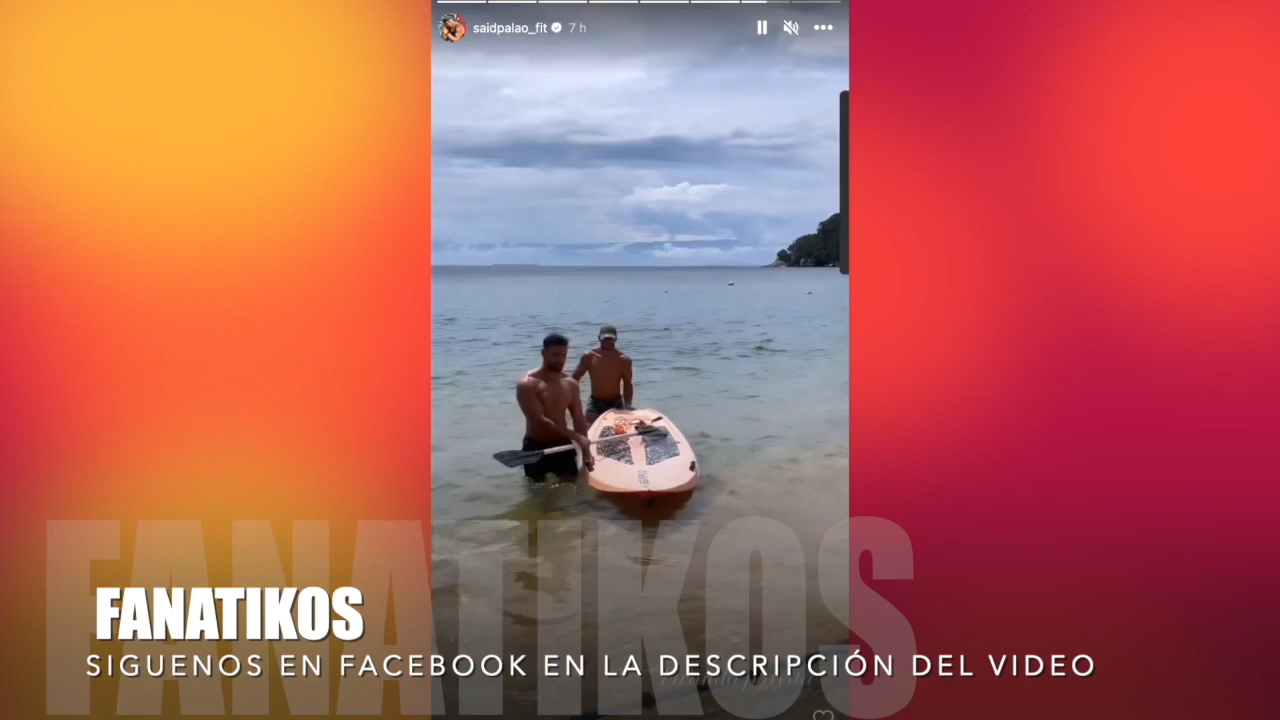 saidpalao_fit 7 h
FANATIKOS
FANATIKOS
SIGUENOS EN FACEBOOK EN LA DESCRIPCIÓN DEL VIDEO